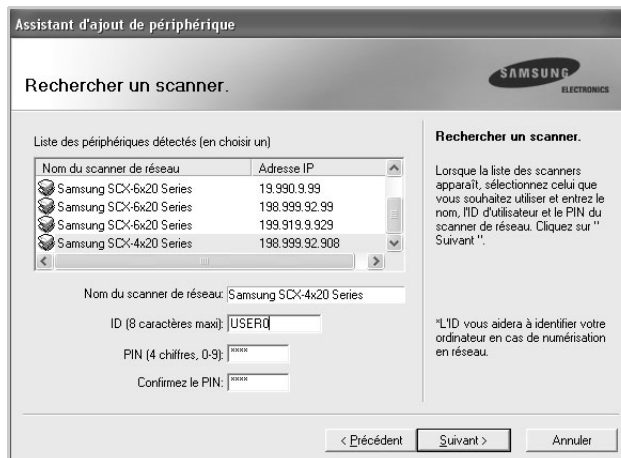 Assistant d'ajout de périphérique
Rechercher un scanner.
SAMSUNG
ELECTRONICS
Liste des périphériques détectés (en choisir un)
Nom du scanner de réseau Adresse IP
Samsung SCX-6x20 Series 19.990.9.99
Samsung SCX-6x20 Series 198.999.92.99
Samsung SCX-6x20 Series 199.919.9.929
Samsung SCX-4x20 Series 198.999.92.908
Nom du scanner de réseau: Samsung SCX-4x20 Series
ID (8 caractères maxi): USER0
PIN (4 chiffres, 0-9): ****
Confirmez le PIN: ****
Rechercher un scanner.
Lorsque la liste des scanners
apparaît, sélectionnez celui que
vous souhaitez utiliser et entrez le
nom, l'ID d'utilisateur et le PIN du
scanner de réseau. Cliquez sur "
Suivant ".
*L'ID vous aidera à identifier votre
ordinateur en cas de numérisation
en réseau.
< Précédent Suivant > Annuler